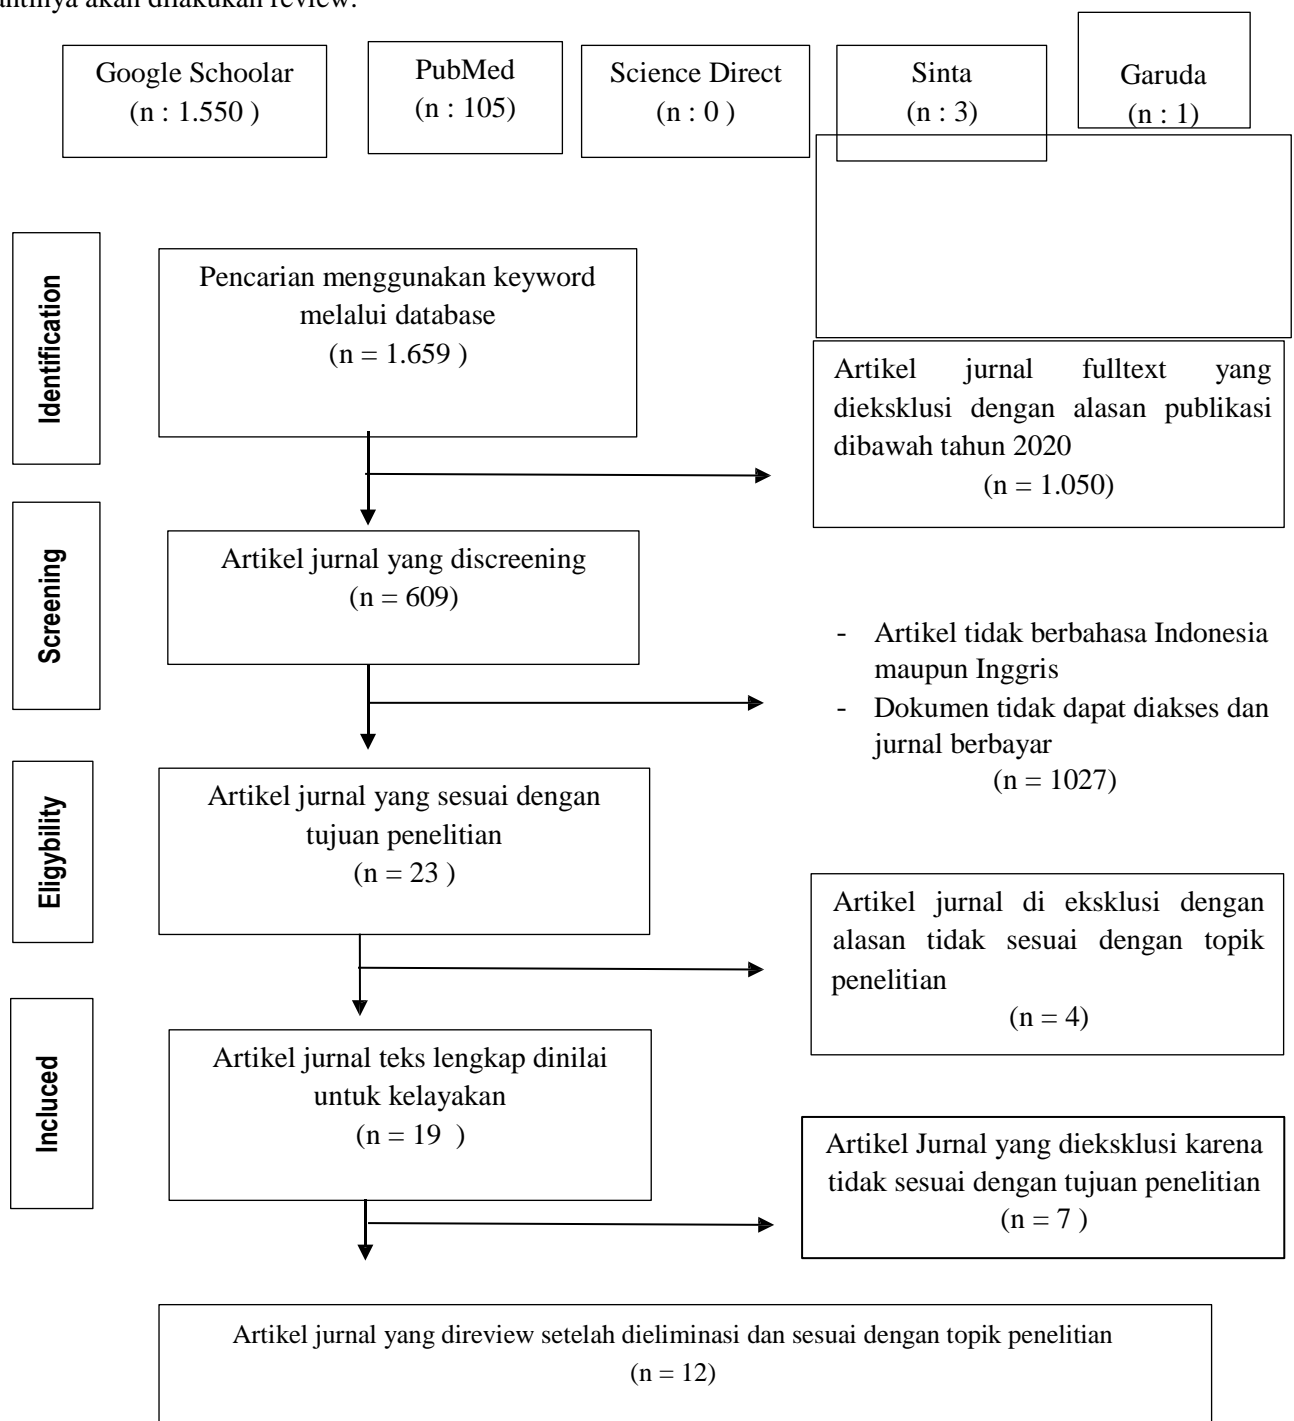 antinya akan dilakukan review.
Google Schoolar
(n : 1.550 )
PubMed
(n : 105)
Science Direct
(n : 0 )
Sinta
(n : 3)
Garuda
(n : 1)
Identification
Pencarian menggunakan keyword
melalui database
(n = 1.659 )
Artikel jurnal fulltext yang
dieksklusi dengan alasan publikasi
dibawah tahun 2020
(n = 1.050)
Screening
Artikel jurnal yang discreening
(n = 609)
- Artikel tidak berbahasa Indonesia
maupun Inggris
- Dokumen tidak dapat diakses dan
jurnal berbayar
(n = 1027)
Eligybility
Artikel jurnal yang sesuai dengan
tujuan penelitian
(n = 23 )
Artikel jurnal di eksklusi dengan
alasan tidak sesuai dengan topik
penelitian
(n = 4)
Incluced
Artikel jurnal teks lengkap dinilai
untuk kelayakan
(n = 19 )
Artikel Jurnal yang dieksklusi karena
tidak sesuai dengan tujuan penelitian
(n = 7 )
Artikel jurnal yang direview setelah dieliminasi dan sesuai dengan topik penelitian
(n = 12)